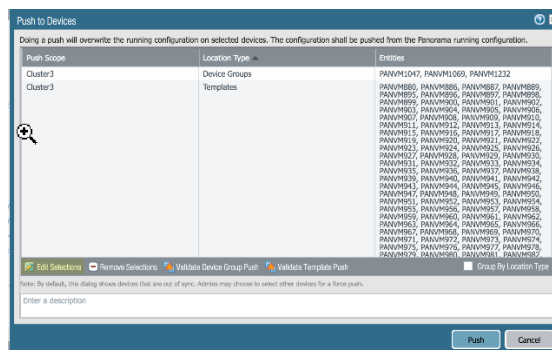 Push to Devices
Doing a push will overwrite the running configuration on selected devices. The configuration shall be pushed from the Panorama running configuration.
Push Scope Location Type Entities
Cluster3 Device Groups PANVM1047, PANVM1069, PANVM1232
Cluster3 Templates PANVM880, PANVM886, PANVM887, PANVM889,
PANVM895, PANVM896, PANVM897, PANVM898,
PANVM899, PANVM900, PANVM901, PANVM902,
PANVM903, PANVM904, PANVM905, PANVM906,
PANVM907, PANVM908, PANVM909, PANVM910,
PANVM911, PANVM912, PANVM913, PANVM914,
PANVM915, PANVM916, PANVM917, PANVM918,
PANVM919, PANVM920, PANVM921, PANVM922,
PANVM923, PANVM924, PANVM925, PANVM926,
PANVM927, PANVM928, PANVM929, PANVM930,
PANVM931, PANVM932, PANVM933, PANVM934,
PANVM935, PANVM936, PANVM937, PANVM938,
PANVM939, PANVM940, PANVM941, PANVM942,
PANVM943, PANVM944, PANVM945, PANVM946,
PANVM947, PANVM948, PANVM949, PANVM950,
PANVM951, PANVM952, PANVM953, PANVM954,
PANVM955, PANVM956, PANVM957, PANVM958,
PANVM959, PANVM960, PANVM961, PANVM962,
PANVM963, PANVM964, PANVM965, PANVM966,
PANVM967, PANVM968, PANVM969, PANVM970,
PANVM971, PANVM972, PANVM973, PANVM974,
PANVM975, PANVM976, PANVM977, PANVM978,
PANVM979, PANVM980, PANVM981, PANVM982,
Edit Selections Remove Selections Validate Device Group Push Validate Template Push Group By Location Type
Note: By default, this dialog shows devices that are out of sync. Admins may choose to select other devices for a force push.
Enter a description
Push Cancel